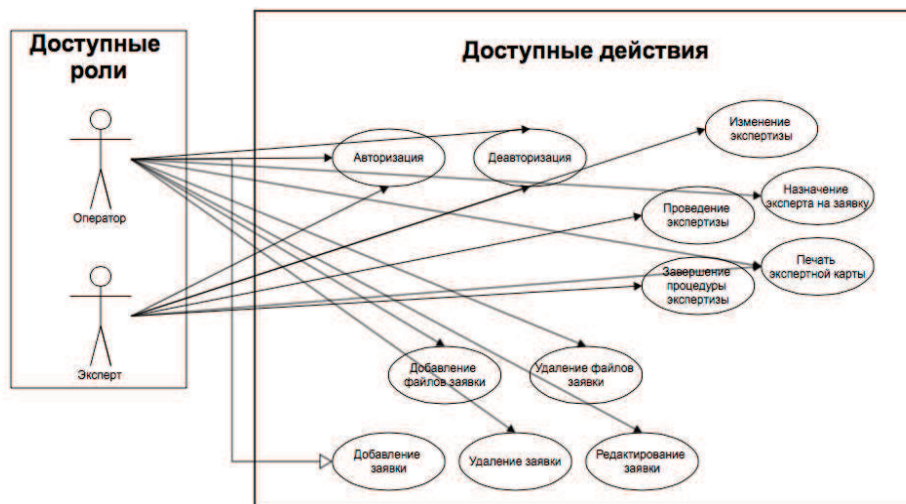 Доступные
роли
Доступные действия
Оператор
Эксперт
Авторизация
Деавторизация
Изменение
экспертизы
Назначение
эксперта на заявку
Проведение
экспертизы
Печать
экспертной карты
Завершение
процедуры
экспертизы
Добавление
файлов заявки
Удаление файлов
заявки
Добавление
заявки
Удаление заявки
Редактирование
заявки